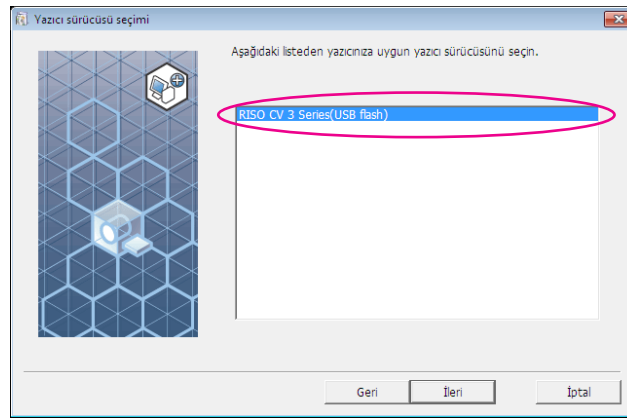 Yazıcı sürücüsü seçimi
Aşağıdaki listeden yazıcınıza uygun yazıcı sürücüsünü seçin.
RISO CV 3 Series(USB flash)
Geri İleri İptal